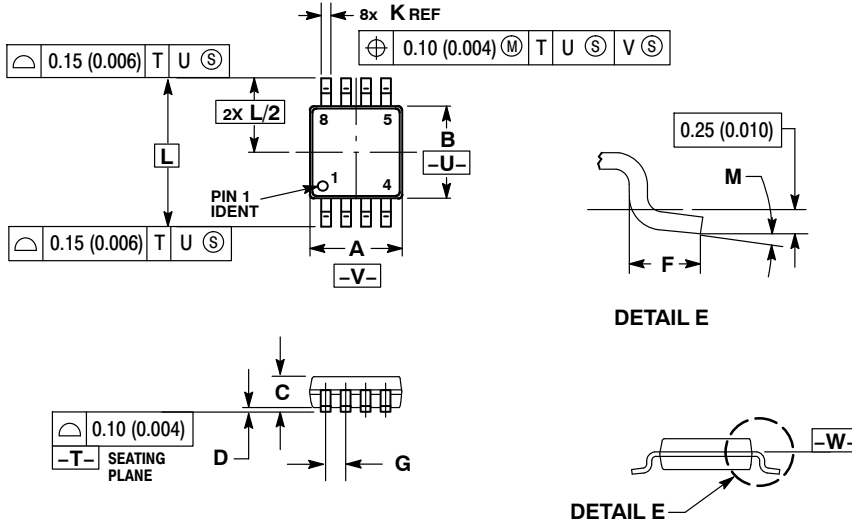 8x K REF
⌓ 0.15 (0.006) T U Ⓢ
⌖ 0.10 (0.004) Ⓜ T U Ⓢ V Ⓢ
2X L/2
L
8
5
B
–U–
1
4
PIN 1
IDENT
⌓ 0.15 (0.006) T U Ⓢ
A
–V–
0.25 (0.010)
M
F
DETAIL E
C
⌓ 0.10 (0.004)
–T– SEATING
PLANE
D
G
–W–
DETAIL E